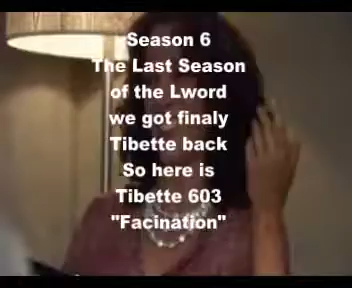 Season 6
The Last Season
of the Lword
we got finaly
Tibette back
So here is
Tibette 603
"Facination"